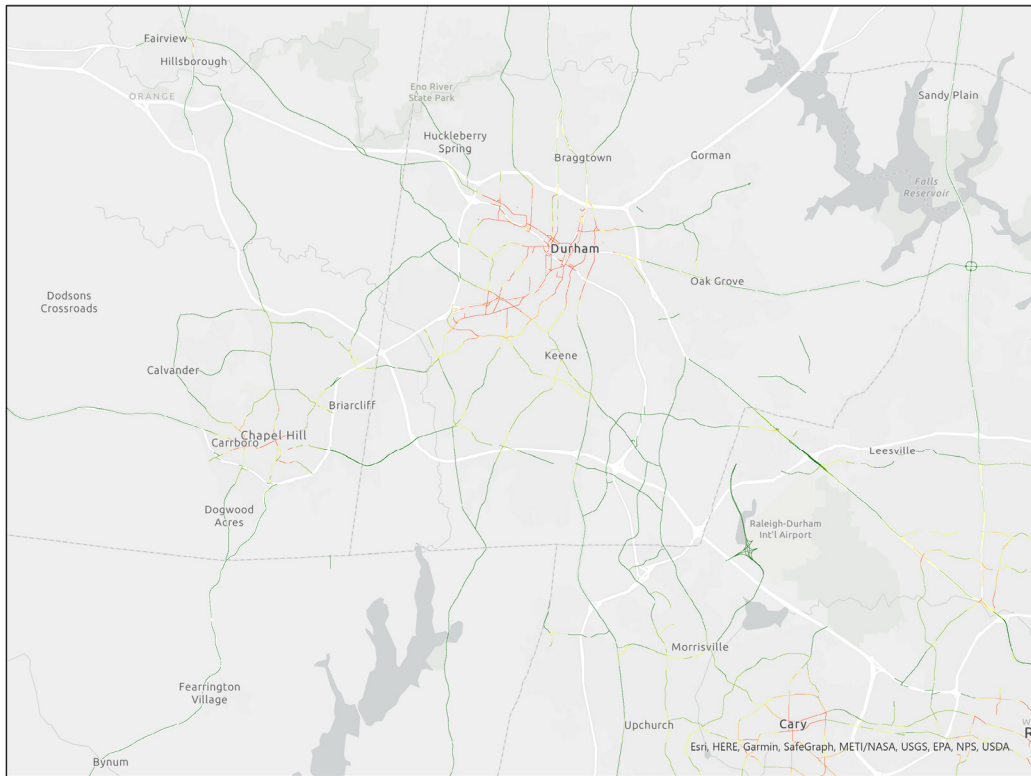 Fairview
Hillsborough
ORANGE
Eno River
State Park
Sandy Plain
Huckleberry
Spring
Braggtown
Gorman
Falls
Reservoir
Durham
Oak Grove
Dodsons
Crossroads
Keene
Calvander
Briarcliff
Chapel Hill
Carrboro
Leesville
Dogwood
Acres
Raleigh-Durham
Int'l Airport
Morrisville
Fearrington
Village
Upchurch
Cary
W
R
Esri, HERE, Garmin, SafeGraph, METI/NASA, USGS, EPA, NPS, USDA
Bynum